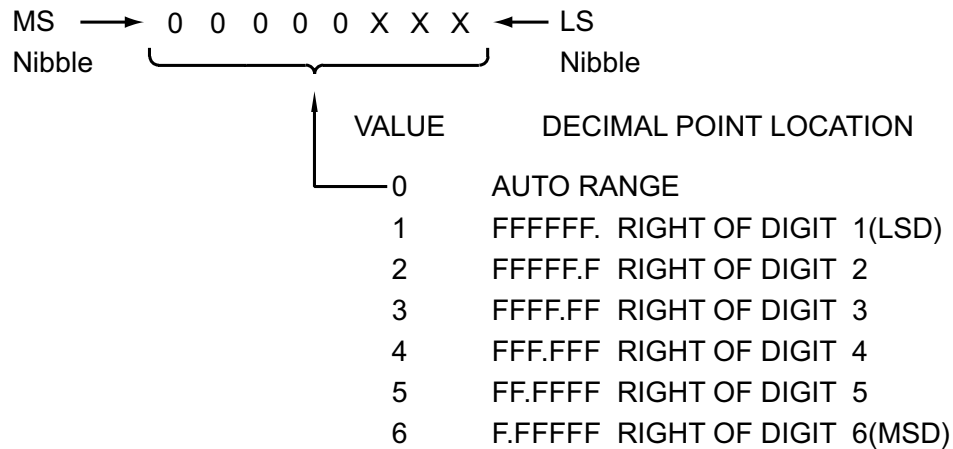 MS 0 0 0 0 0 X X X LS
Nibble Nibble
VALUE DECIMAL POINT LOCATION
0 AUTO RANGE
1 FFFFFF. RIGHT OF DIGIT 1(LSD)
2 FFFFF.F RIGHT OF DIGIT 2
3 FFFF.FF RIGHT OF DIGIT 3
4 FFF.FFF RIGHT OF DIGIT 4
5 FF.FFFF RIGHT OF DIGIT 5
6 F.FFFFF RIGHT OF DIGIT 6(MSD)